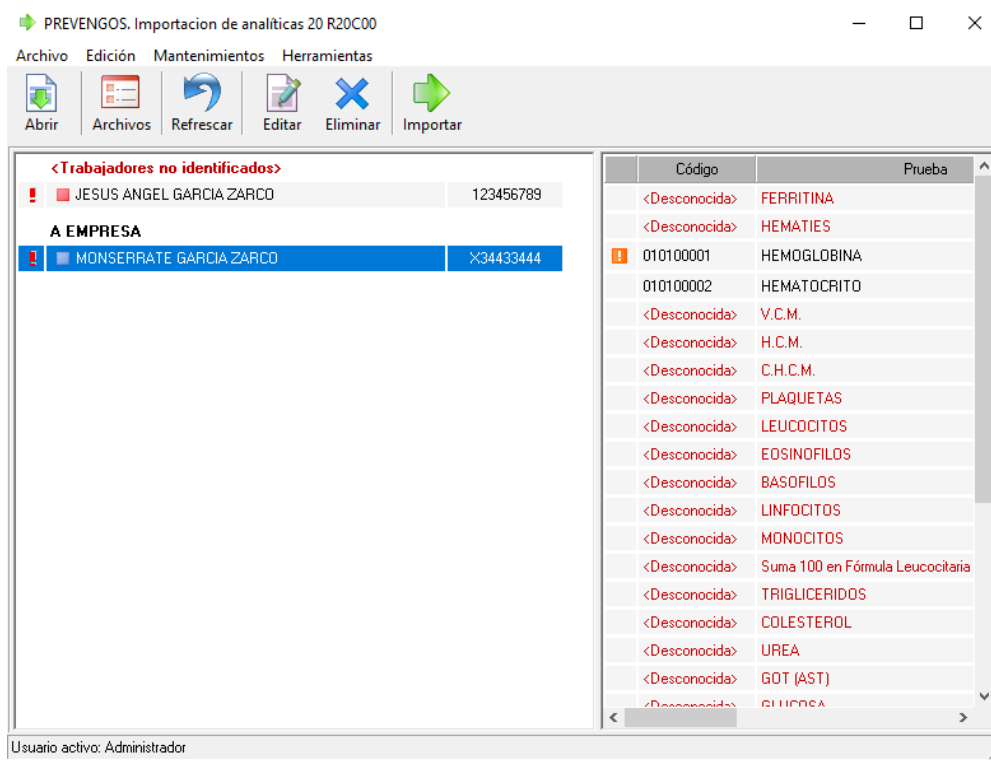 PREVENGOS. Importacion de analíticas 20 R20C00
Archivo Edición Mantenimientos Herramientas
Abrir Archivos Refrescar Editar Eliminar Importar
<Trabajadores no identificados>
JESUS ANGEL GARCIA ZARCO 123456789
A EMPRESA
MONSERRATE GARCIA ZARCO X34433444
Código Prueba
<Desconocida> FERRITINA
<Desconocida> HEMATIES
010100001 HEMOGLOBINA
010100002 HEMATOCRITO
<Desconocida> V.C.M.
<Desconocida> H.C.M.
<Desconocida> C.H.C.M.
<Desconocida> PLAQUETAS
<Desconocida> LEUCOCITOS
<Desconocida> EOSINOFILOS
<Desconocida> BASOFILOS
<Desconocida> LINFOCITOS
<Desconocida> MONOCITOS
<Desconocida> Suma 100 en Fórmula Leucocitaria
<Desconocida> TRIGLICERIDOS
<Desconocida> COLESTEROL
<Desconocida> UREA
<Desconocida> GOT (AST)
<Desconocida> GLUCOSA
Usuario activo: Administrador